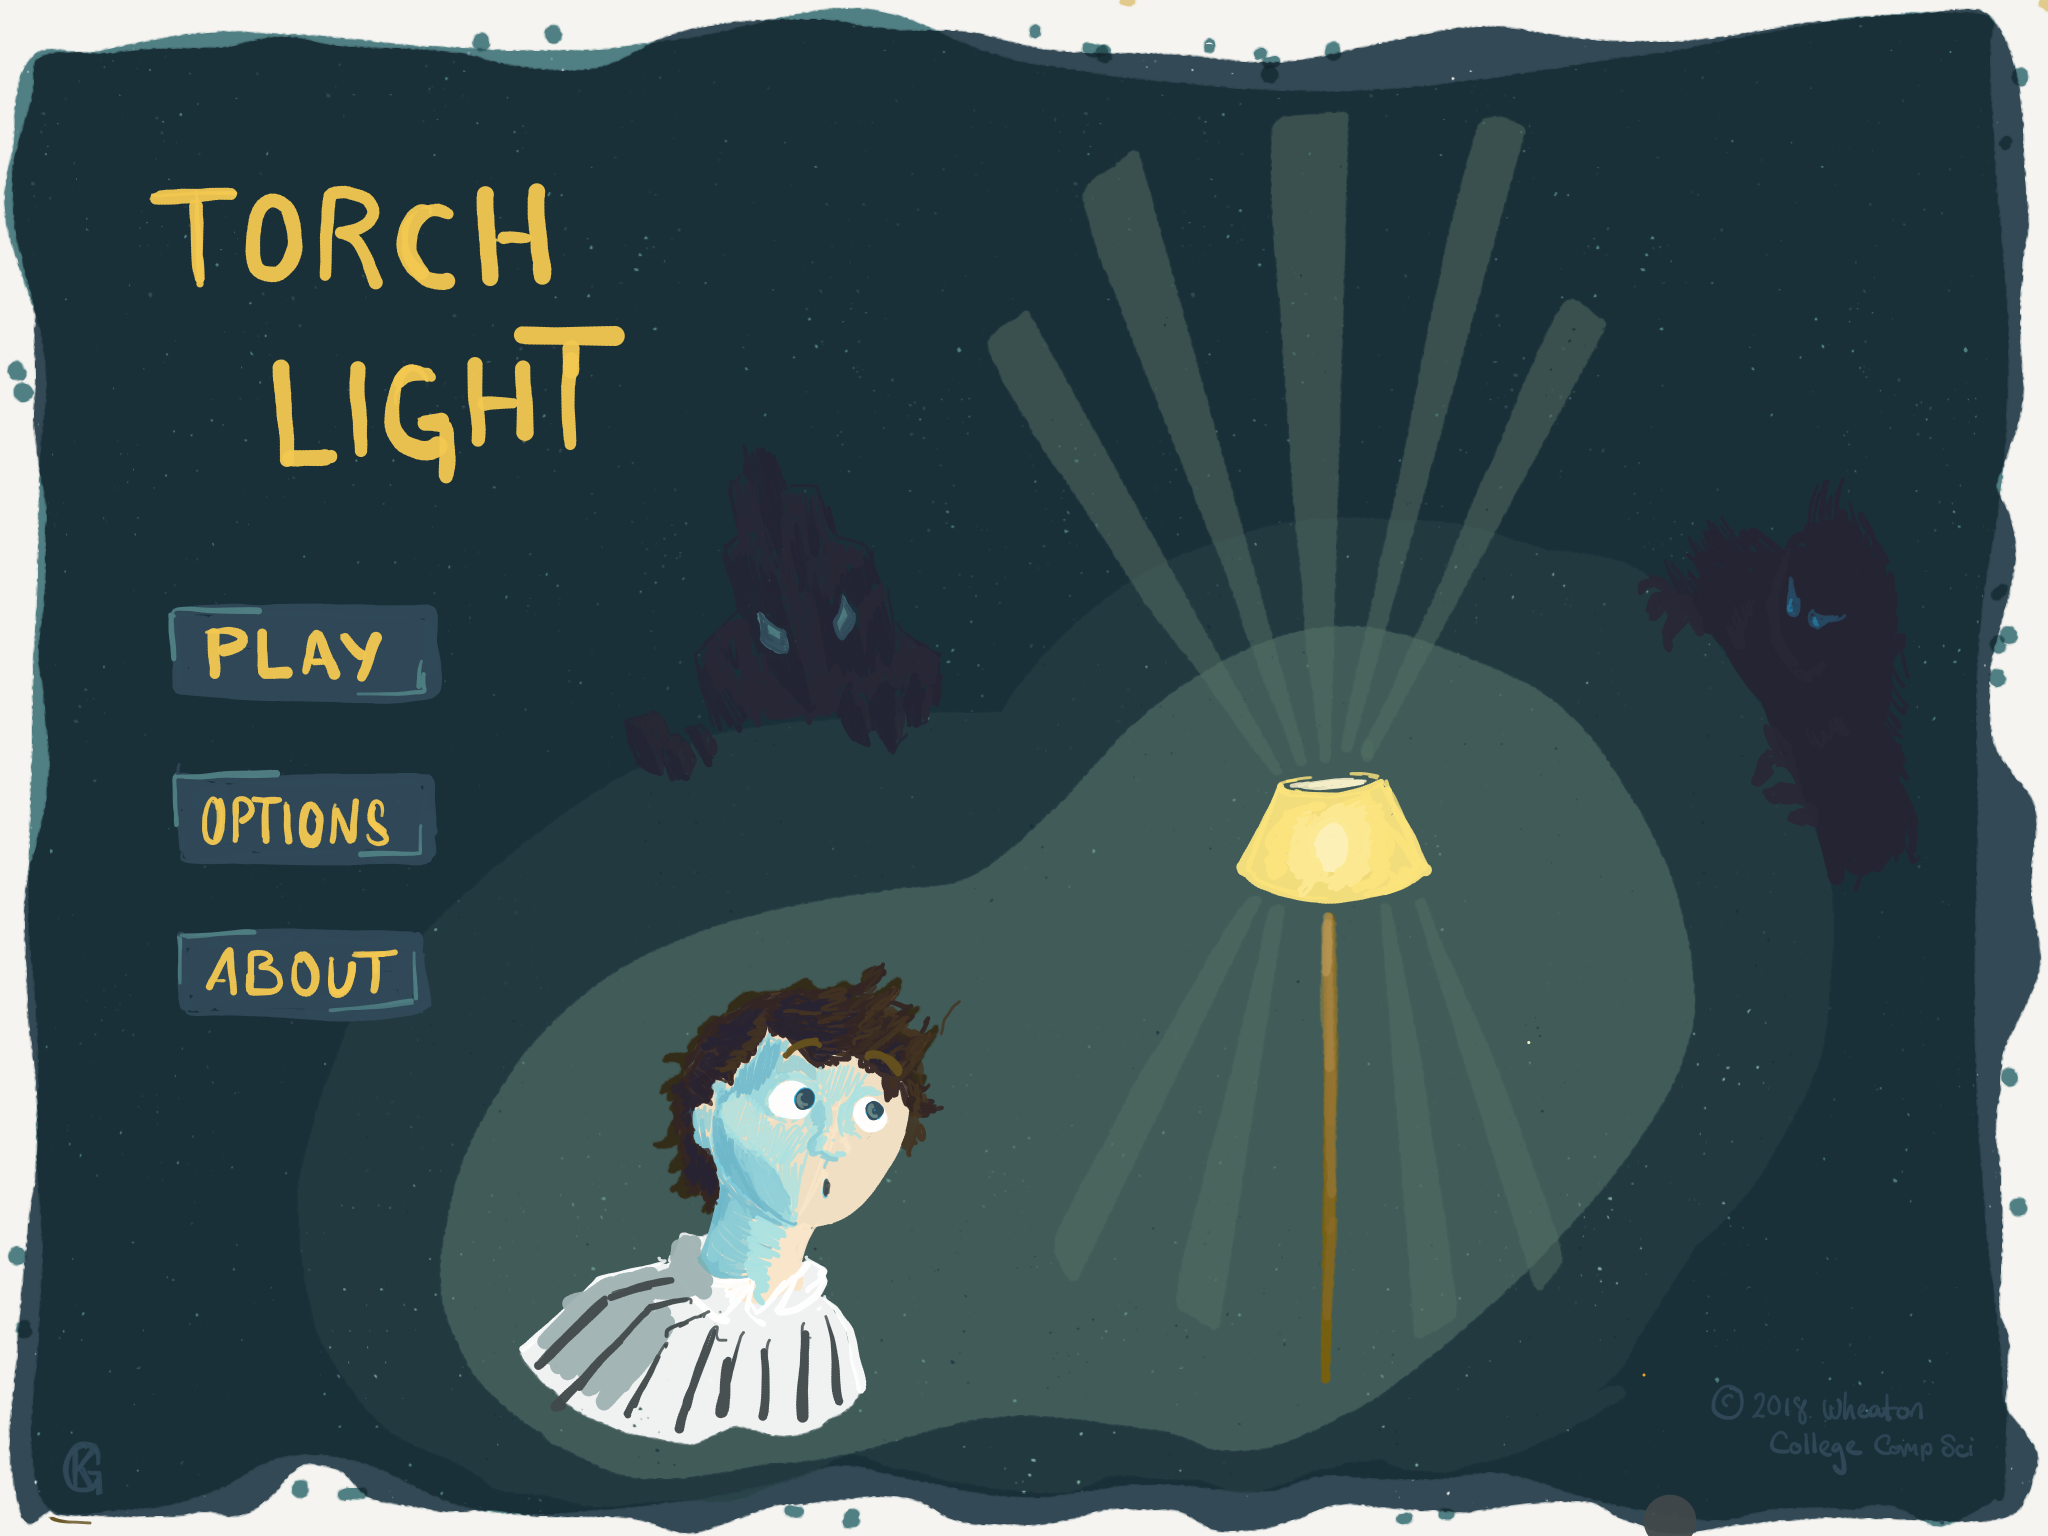 TORCH
LIGHT
PLAY
OPTIONS
ABOUT
© 2018 Wheaton
College Comp Sci